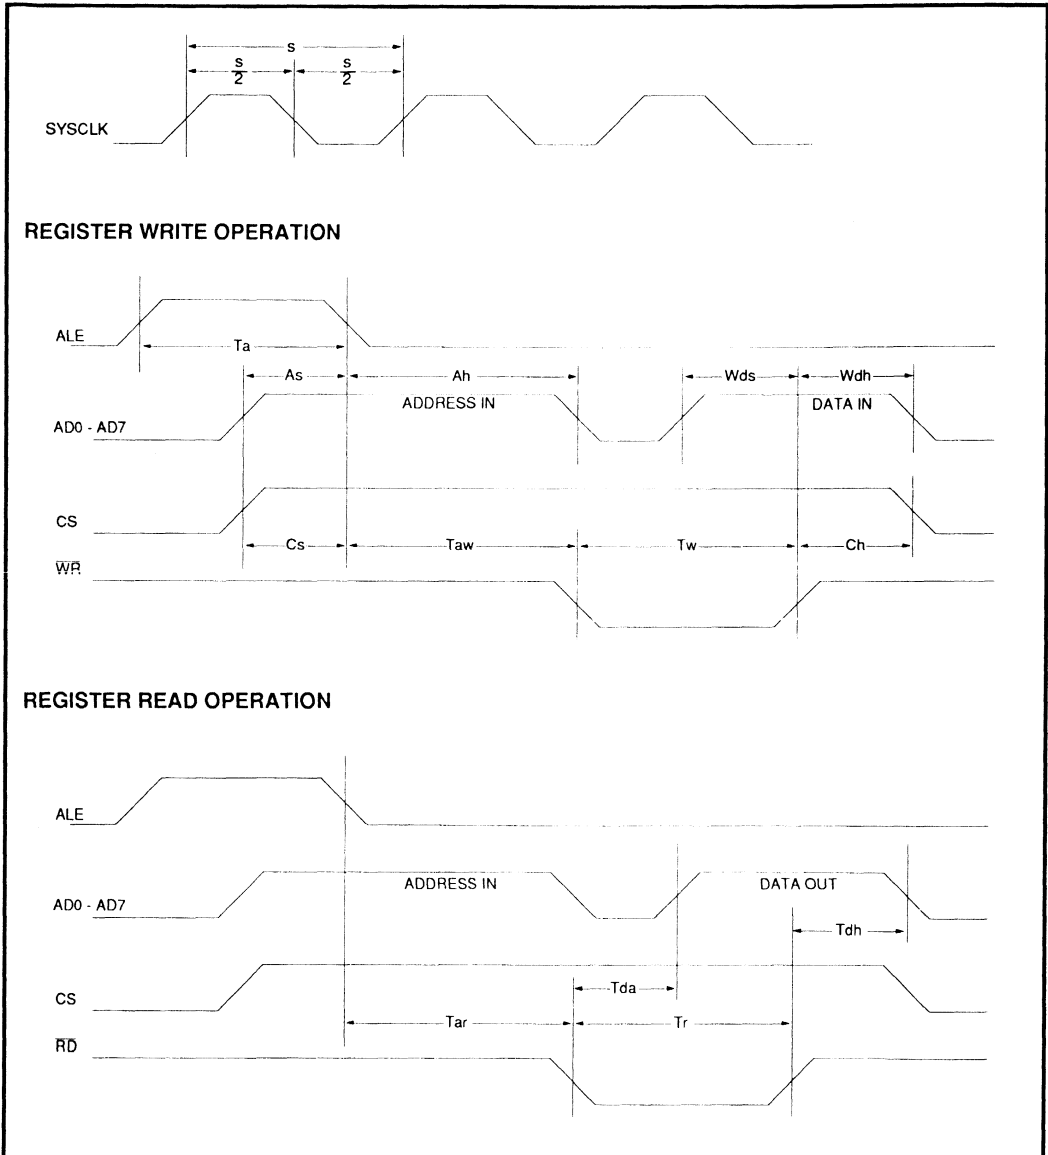 s
s/2 s/2
SYSCLK
REGISTER WRITE OPERATION
ALE
Ta
As Ah Wds Wdh
ADDRESS IN DATA IN
AD0 - AD7
CS
Cs Taw Tw Ch
WR
REGISTER READ OPERATION
ALE
ADDRESS IN DATA OUT
AD0 - AD7
Tdh
Tda
CS
Tar Tr
RD